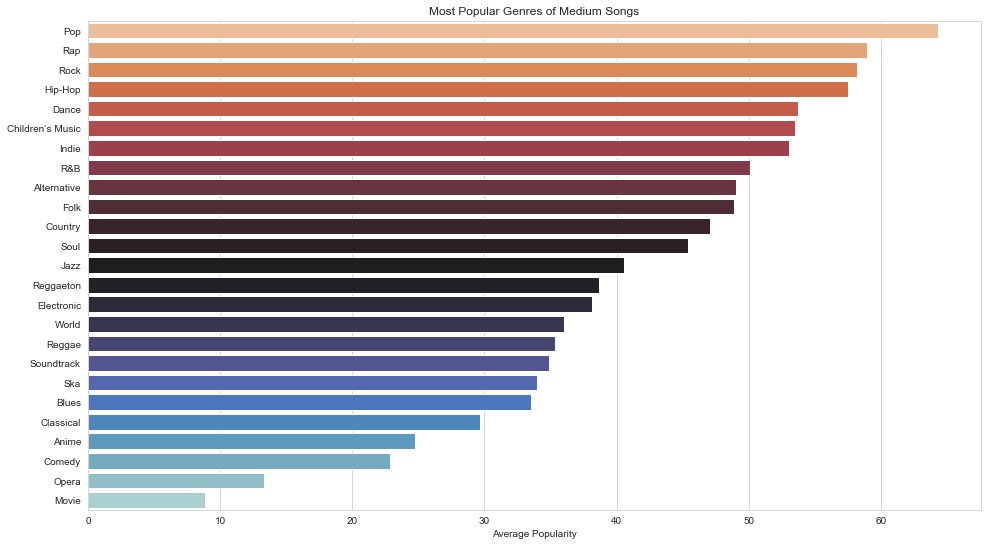 Most Popular Genres of Medium Songs
Pop
Rap
Rock
Hip-Hop
Dance
Children's Music
Indie
R&B
Alternative
Folk
Country
Soul
Jazz
Reggaeton
Electronic
World
Reggae
Soundtrack
Ska
Blues
Classical
Anime
Comedy
Opera
Movie
0 10 20 30 40 50 60
Average Popularity